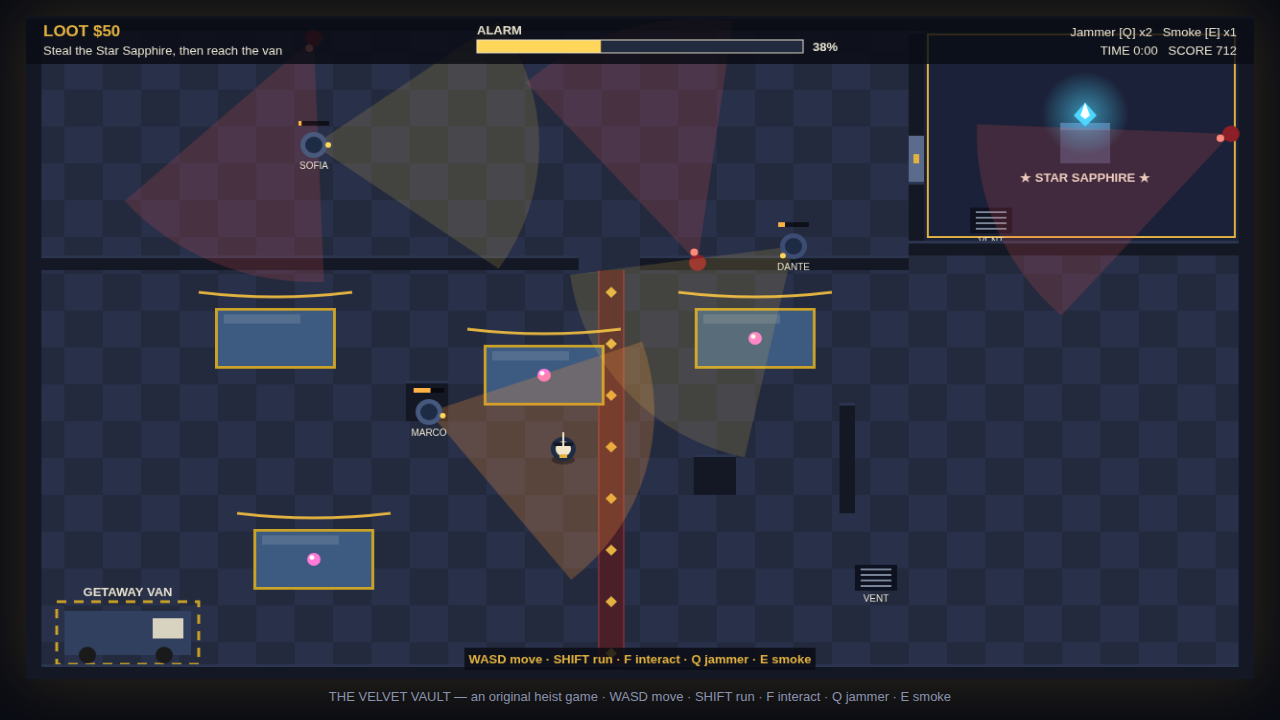 LOOT $50
Steal the Star Sapphire, then reach the van
ALARM
38%
Jammer [Q] x2 Smoke [E] x1
TIME 0:00 SCORE 712
SOFIA
★ STAR SAPPHIRE ★
DANTE
MARCO
VENT
GETAWAY VAN
WASD move · SHIFT run · F interact · Q jammer · E smoke
THE VELVET VAULT — an original heist game · WASD move · SHIFT run · F interact · Q jammer · E smoke